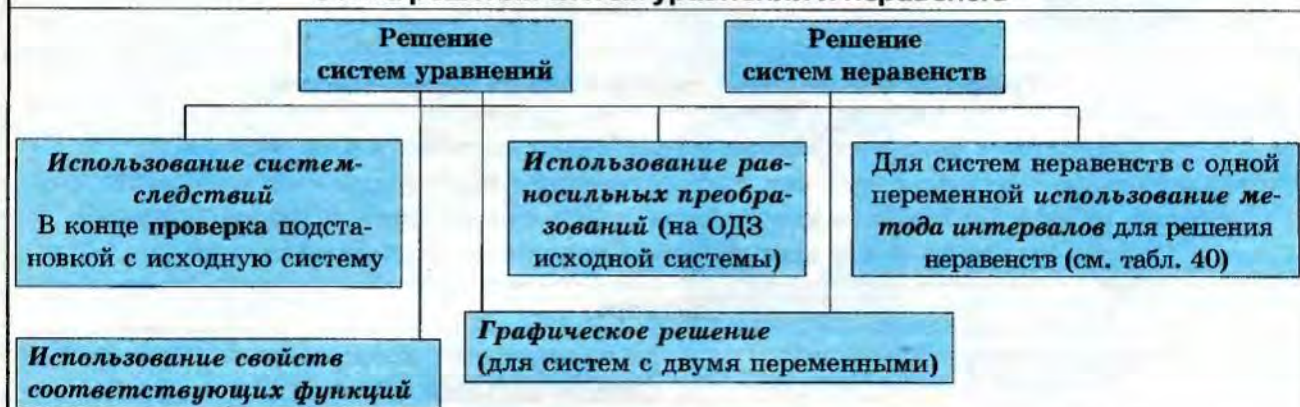 Решение
систем уравнений
Решение
систем неравенств
Использование систем-
следствий
В конце проверка подста-
новкой с исходную систему
Использование рав-
носильных преобра-
зований (на ОДЗ
исходной системы)
Для систем неравенств с одной
переменной использование ме-
тода интервалов для решения
неравенств (см. табл. 40)
Использование свойств
соответствующих функций
Графическое решение
(для систем с двумя переменными)